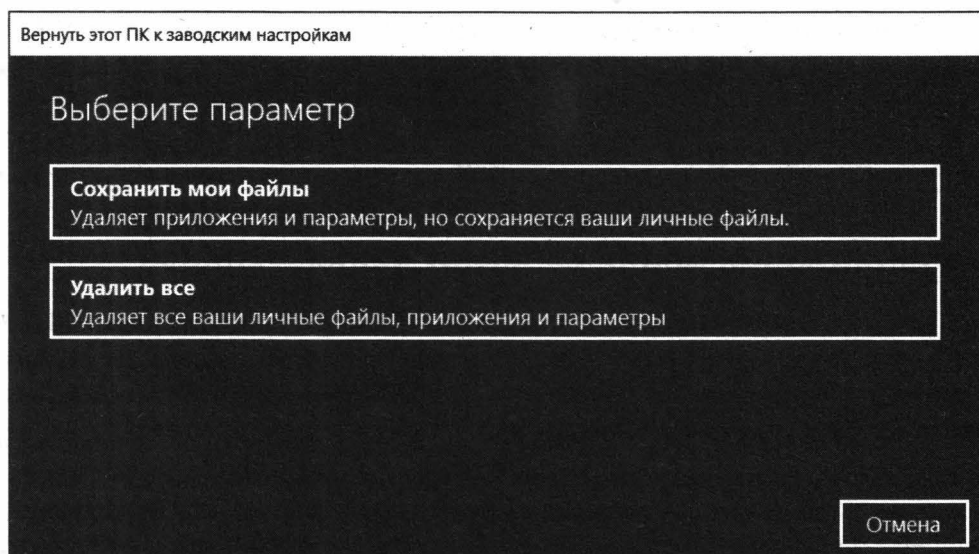 Вернуть этот ПК к заводским настройкам
Выберите параметр
Сохранить мои файлы
Удаляет приложения и параметры, но сохраняется ваши личные файлы.
Удалить все
Удаляет все ваши личные файлы, приложения и параметры
Отмена